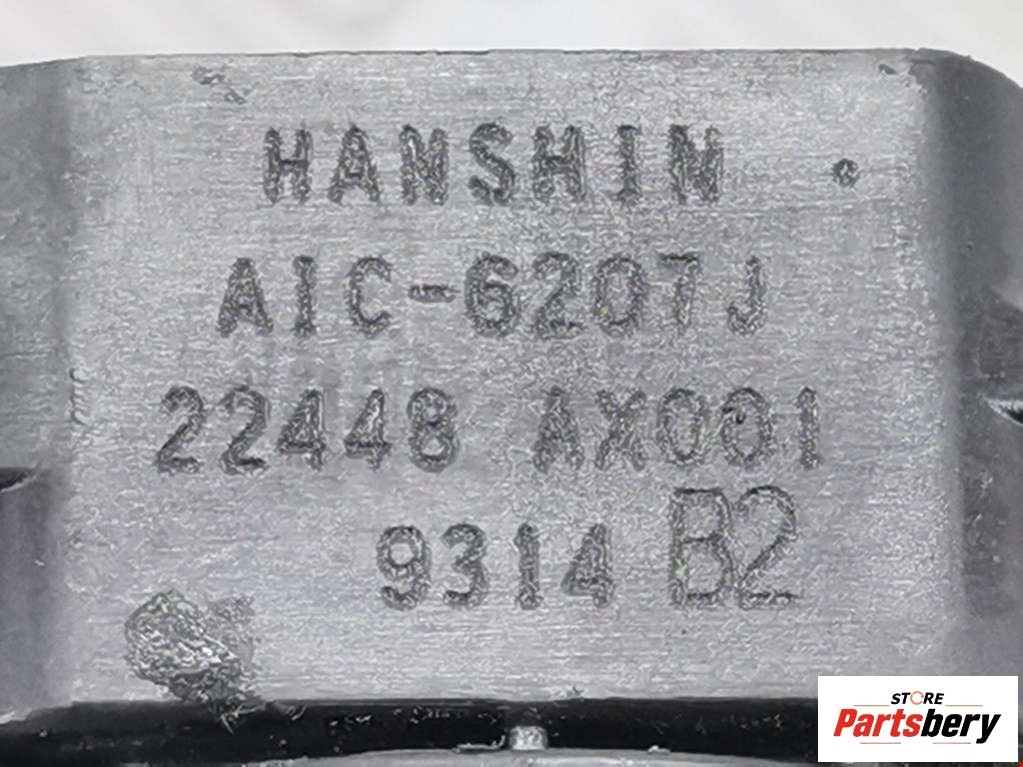 HANSHIN
AIC-6207J
22448 AX001
9314 B2
STORE
Partsbery